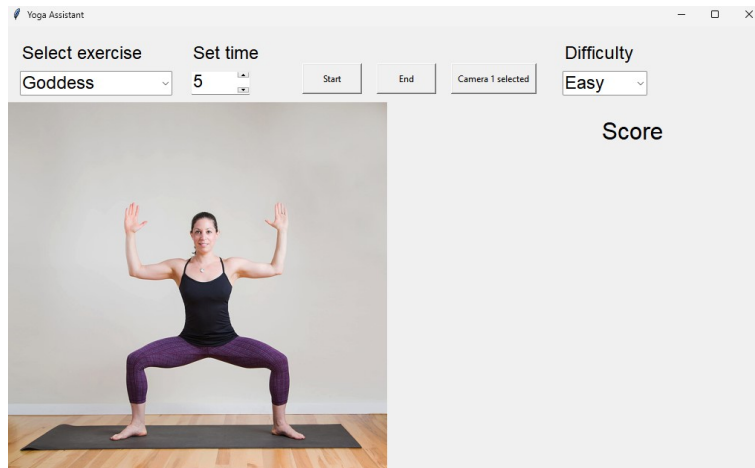 Yoga Assistant
Select exercise
Set time
Difficulty
Goddess
5
Start
End
Camera 1 selected
Easy
Score